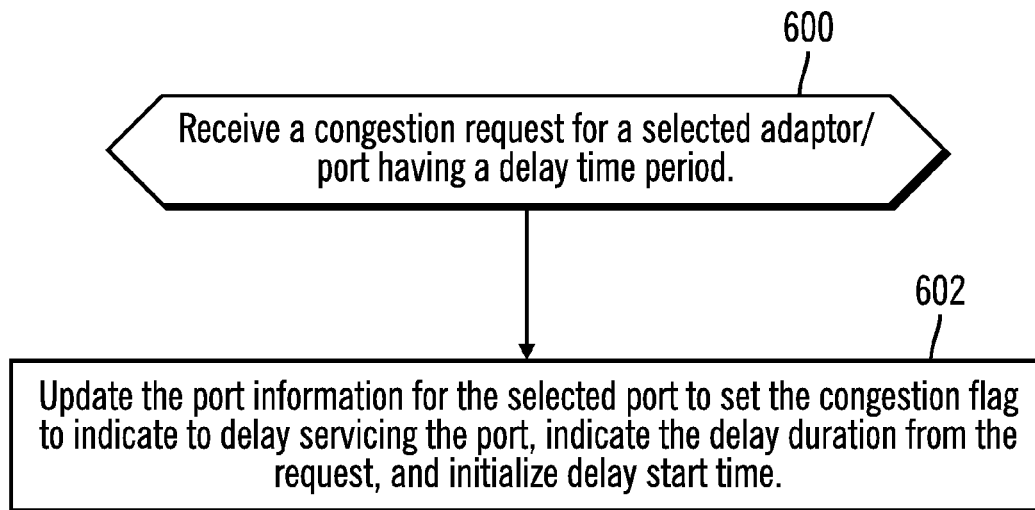 600
Receive a congestion request for a selected adaptor/
port having a delay time period.
602
Update the port information for the selected port to set the congestion flag
to indicate to delay servicing the port, indicate the delay duration from the
request, and initialize delay start time.